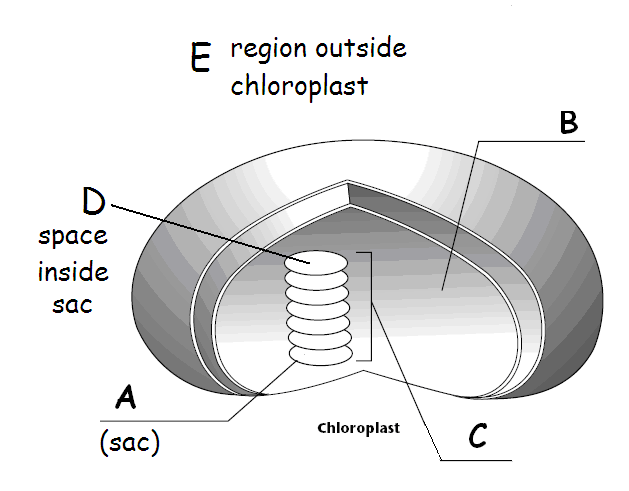 E region outside
chloroplast
B
D
space
inside
sac
A
(sac)
Chloroplast
C